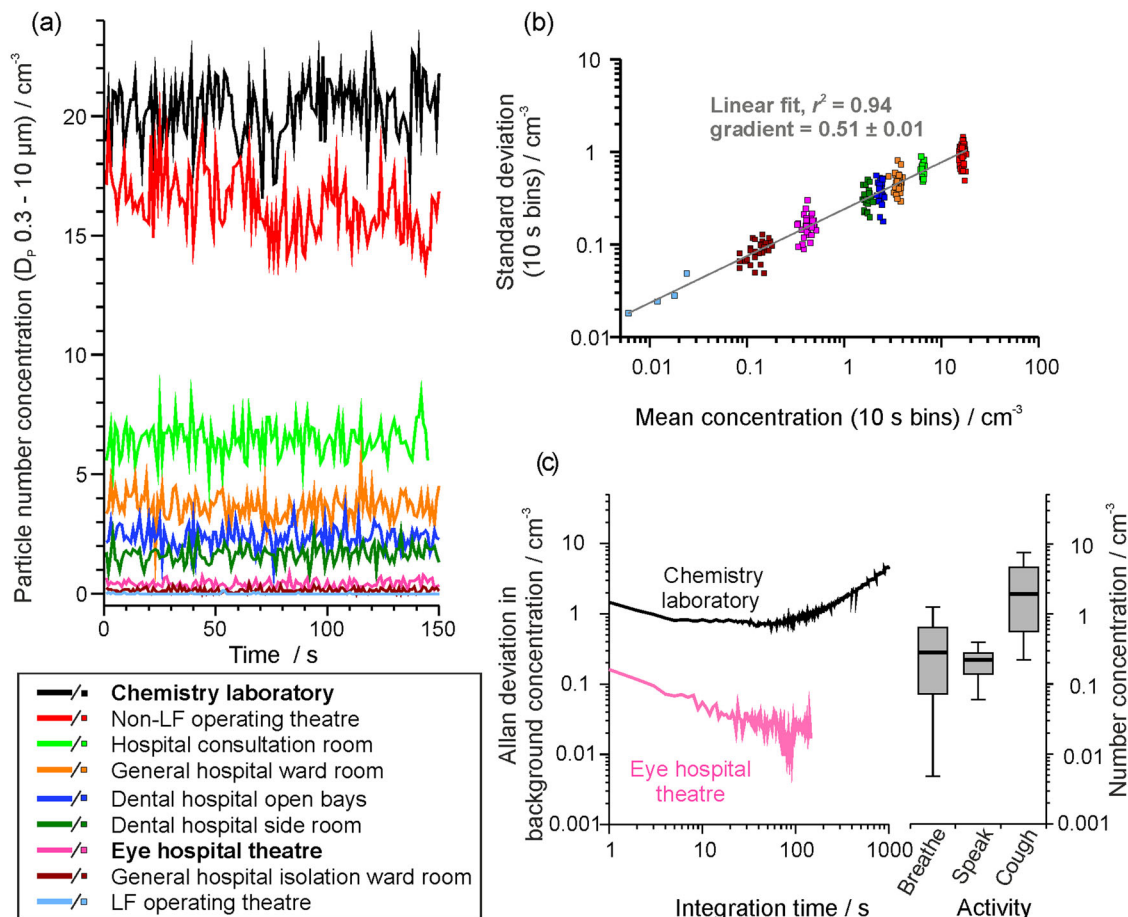 (a)
Particle number concentration (Dₚ 0.3 - 10 µm) / cm⁻³
20
15
10
5
0
0 50 100 150
Time / s
Chemistry laboratory
Non-LF operating theatre
Hospital consultation room
General hospital ward room
Dental hospital open bays
Dental hospital side room
Eye hospital theatre
General hospital isolation ward room
LF operating theatre
(b)
Standard deviation
(10 s bins) / cm⁻³
1
0.1
0.01
Linear fit, r² = 0.94
gradient = 0.51 ± 0.01
0.01 0.1 1 10 100
Mean concentration (10 s bins) / cm⁻³
(c)
Allan deviation in
background concentration / cm⁻³
10
1
0.1
0.01
0.001
Chemistry
laboratory
Eye hospital
theatre
1 10 100 1000
Integration time / s
10
1
0.1
0.01
0.001
Number concentration / cm⁻³
Breathe
Speak
Cough
Activity